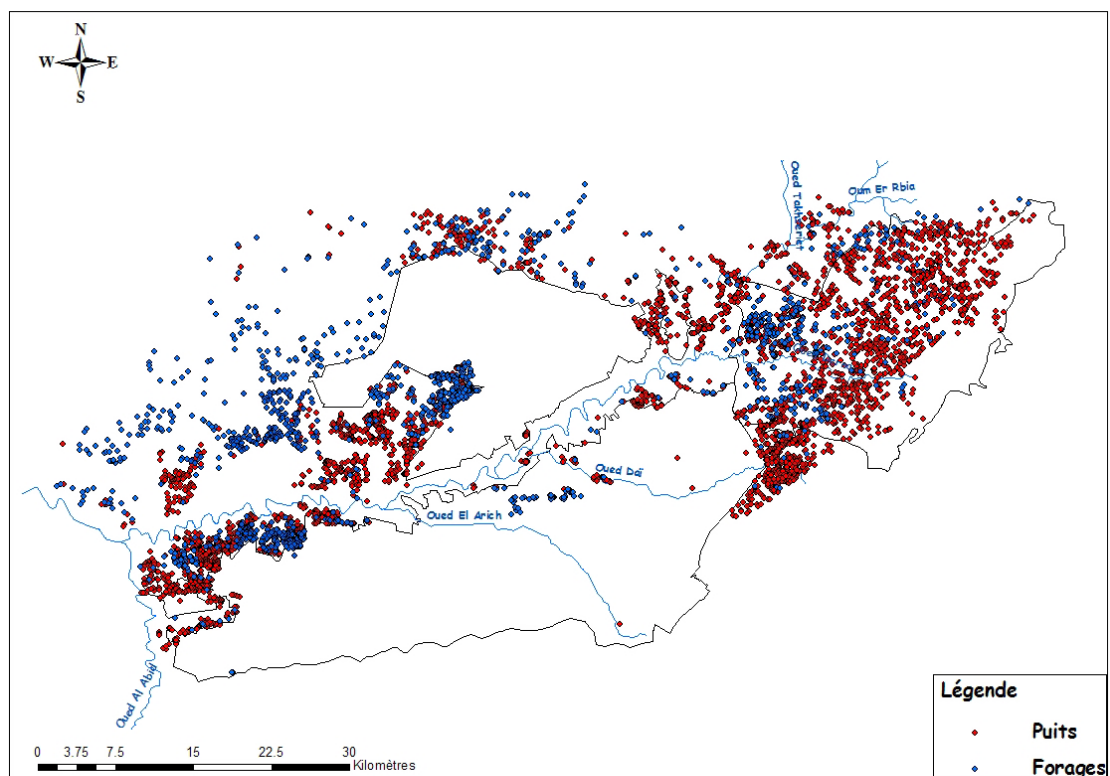 N
W E
S
Oued Takhzrirt
Oum Er Rbia
Oued Daï
Oued El Arich
Oued Al Abid
Légende
Puits
Forages
0 3.75 7.5 15 22.5 30
Kilomètres